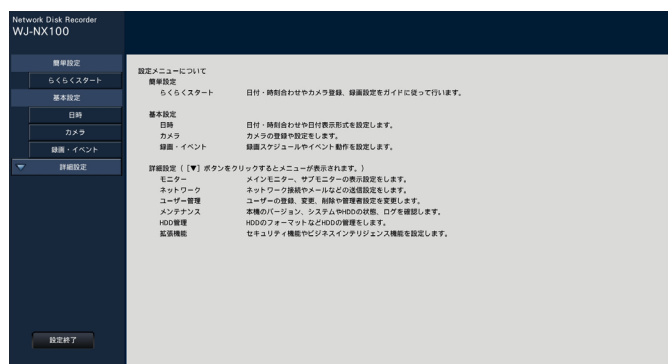 Network Disk Recorder
WJ-NX100
簡単設定
らくらくスタート
基本設定
日時
カメラ
録画・イベント
▼ 詳細設定
設定終了
設定メニューについて
簡単設定
らくらくスタート 日付・時刻合わせやカメラ登録、録画設定をガイドに従って行います。
基本設定
日時 日付・時刻合わせや日付表示形式を設定します。
カメラ カメラの登録や設定をします。
録画・イベント 録画スケジュールやイベント動作を設定します。
詳細設定（［▼］ボタンをクリックするとメニューが表示されます。）
モニター メインモニター、サブモニターの表示設定をします。
ネットワーク ネットワーク接続やメールなどの送信設定をします。
ユーザー管理 ユーザーの登録、変更、削除や管理者設定を変更します。
メンテナンス 本機のバージョン、システムやHDDの状態、ログを確認します。
HDD管理 HDDのフォーマットなどHDDの管理をします。
拡張機能 セキュリティ機能やビジネスインテリジェンス機能を設定します。